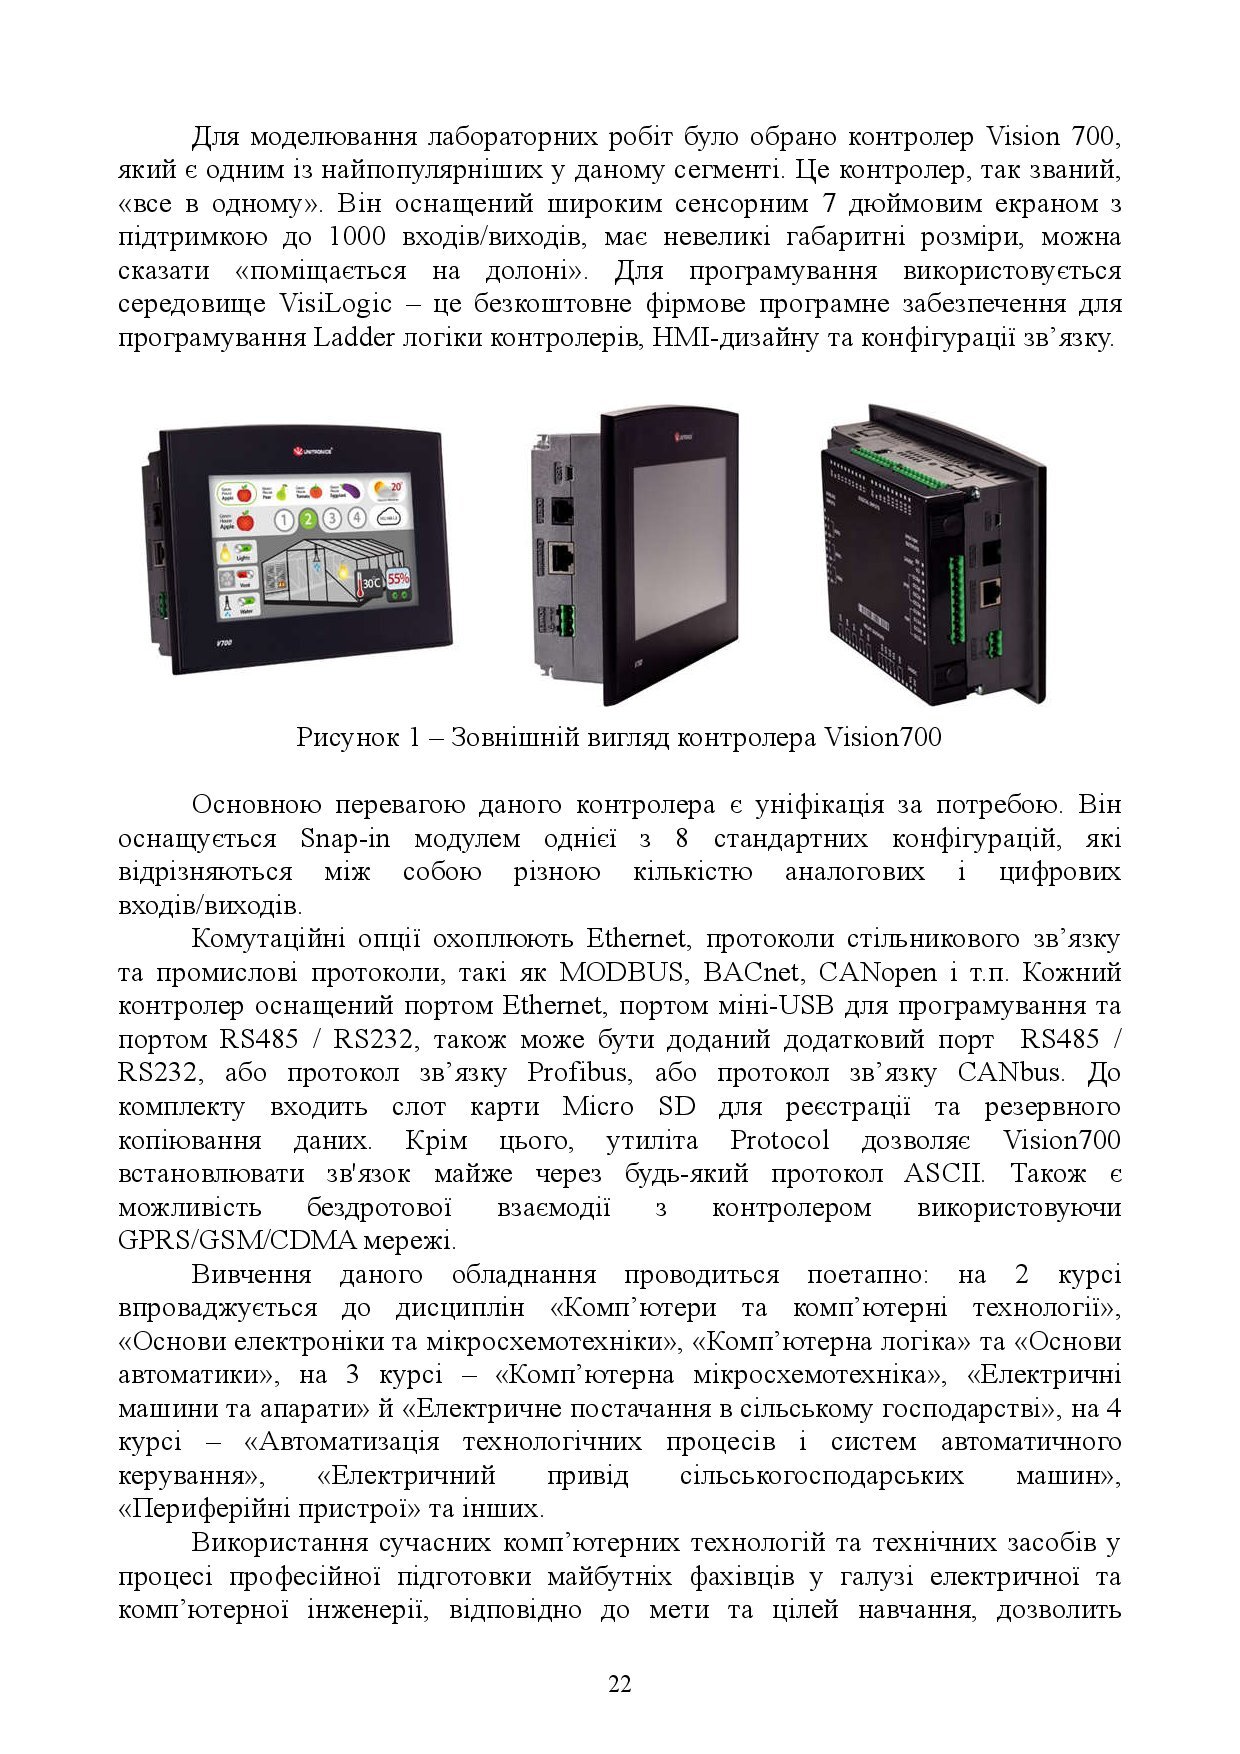 Для моделювання лабораторних робіт було обрано контролер Vision 700,
який є одним із найпопулярніших у даному сегменті. Це контролер, так званий,
«все в одному». Він оснащений широким сенсорним 7 дюймовим екраном з
підтримкою до 1000 входів/виходів, має невеликі габаритні розміри, можна
сказати «поміщається на долоні». Для програмування використовується
середовище VisiLogic – це безкоштовне фірмове програмне забезпечення для
програмування Ladder логіки контролерів, HMI-дизайну та конфігурації зв’язку.
UNITRONICS
20°
1 2 3 4
Apple
Lights
Vent
Water
30°C
55%
V700
Рисунок 1 – Зовнішній вигляд контролера Vision700
Основною перевагою даного контролера є уніфікація за потребою. Він
оснащується Snap-in модулем однієї з 8 стандартних конфігурацій, які
відрізняються між собою різною кількістю аналогових і цифрових
входів/виходів.
Комутаційні опції охоплюють Ethernet, протоколи стільникового зв’язку
та промислові протоколи, такі як MODBUS, BACnet, CANopen і т.п. Кожний
контролер оснащений портом Ethernet, портом міні-USB для програмування та
портом RS485 / RS232, також може бути доданий додатковий порт RS485 /
RS232, або протокол зв’язку Profibus, або протокол зв’язку CANbus. До
комплекту входить слот карти Micro SD для реєстрації та резервного
копіювання даних. Крім цього, утиліта Protocol дозволяє Vision700
встановлювати зв'язок майже через будь-який протокол ASCII. Також є
можливість бездротової взаємодії з контролером використовуючи
GPRS/GSM/CDMA мережі.
Вивчення даного обладнання проводиться поетапно: на 2 курсі
впроваджується до дисциплін «Комп’ютери та комп’ютерні технології»,
«Основи електроніки та мікросхемотехніки», «Комп’ютерна логіка» та «Основи
автоматики», на 3 курсі – «Комп’ютерна мікросхемотехніка», «Електричні
машини та апарати» й «Електричне постачання в сільському господарстві», на 4
курсі – «Автоматизація технологічних процесів і систем автоматичного
керування», «Електричний привід сільськогосподарських машин»,
«Периферійні пристрої» та інших.
Використання сучасних комп’ютерних технологій та технічних засобів у
процесі професійної підготовки майбутніх фахівців у галузі електричної та
комп’ютерної інженерії, відповідно до мети та цілей навчання, дозволить
22